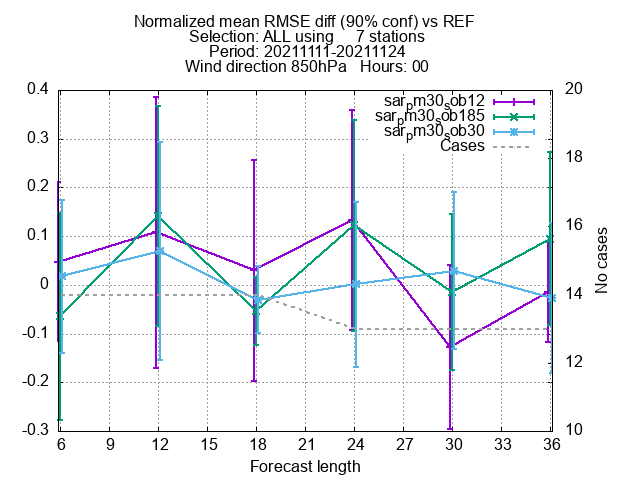 Normalized mean RMSE diff (90% conf) vs REF
Selection: ALL using 7 stations
Period: 20211111-20211124
Wind direction 850hPa Hours: 00
sar_pm30_sob12
sar_pm30_sob185
sar_pm30_sob30
Cases
0.4
0.3
0.2
0.1
0
-0.1
-0.2
-0.3
20
18
16
14
12
10
No cases
6 9 12 15 18 21 24 27 30 33 36
Forecast length